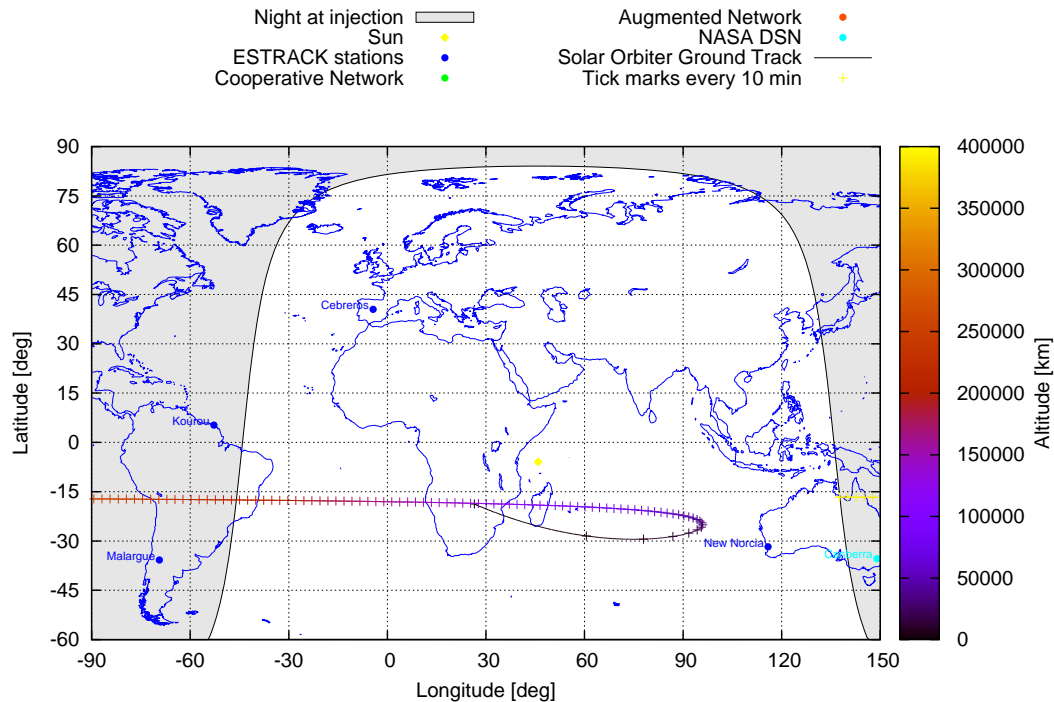 Night at injection
Sun
ESTRACK stations
Cooperative Network
Augmented Network
NASA DSN
Solar Orbiter Ground Track
Tick marks every 10 min
90
75
60
45
30
15
0
-15
-30
-45
-60
Latitude [deg]
Cebreros
Kourou
Malargue
New Norcia
Canberra
-90
-60
-30
0
30
60
90
120
150
Longitude [deg]
400000
350000
300000
250000
200000
150000
100000
50000
0
Altitude [km]